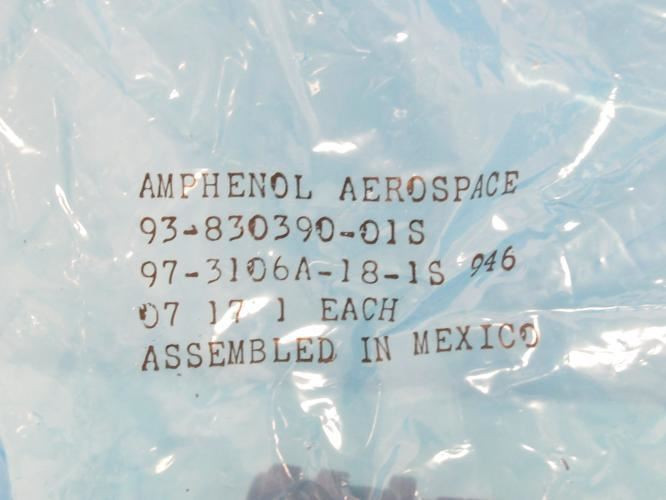 AMPHENOL AEROSPACE
93-830390-01S
97-3106A-18-1S 946
07 17 1 EACH
ASSEMBLED IN MEXICO